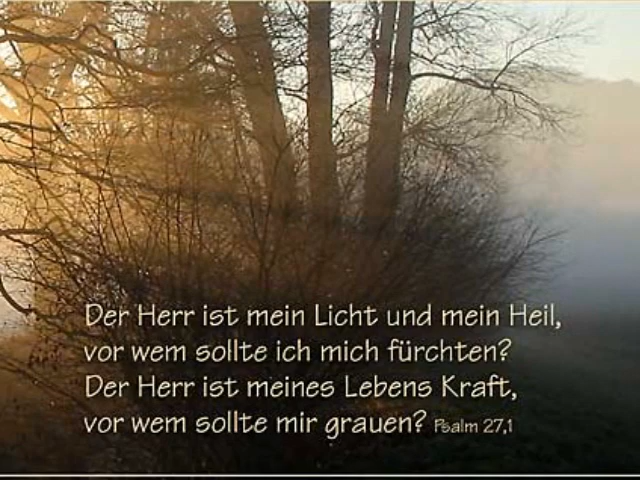 Der Herr ist mein Licht und mein Heil,
vor wem sollte ich mich fürchten?
Der Herr ist meines Lebens Kraft,
vor wem sollte mir grauen? Psalm 27,1